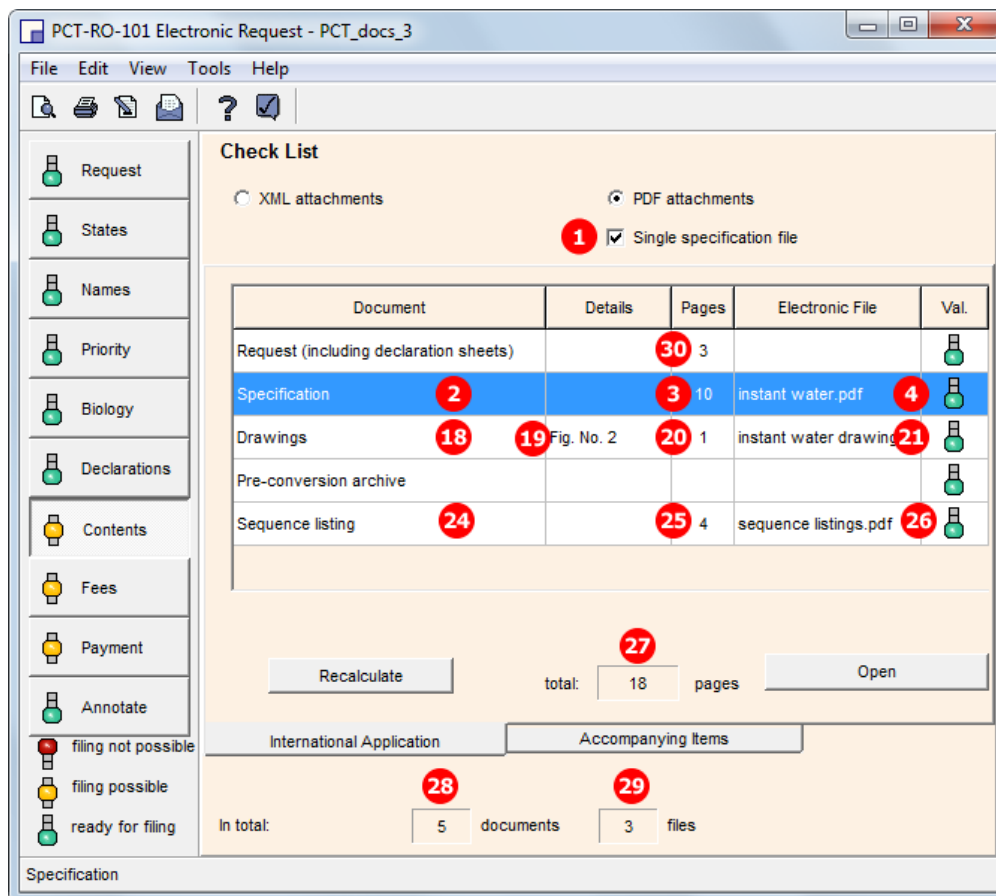 PCT-RO-101 Electronic Request - PCT_docs_3
File Edit View Tools Help
Request
States
Names
Priority
Biology
Declarations
Contents
Fees
Payment
Annotate
filing not possible
filing possible
ready for filing
Check List
XML attachments PDF attachments
1 Single specification file
Document Details Pages Electronic File Val.
Request (including declaration sheets) 30 3
Specification 2 3 10 instant water.pdf 4
Drawings 18 19 Fig. No. 2 20 1 instant water drawing 21
Pre-conversion archive
Sequence listing 24 25 4 sequence listings.pdf 26
27
Recalculate total: 18 pages Open
International Application Accompanying Items
28 29
In total: 5 documents 3 files
Specification